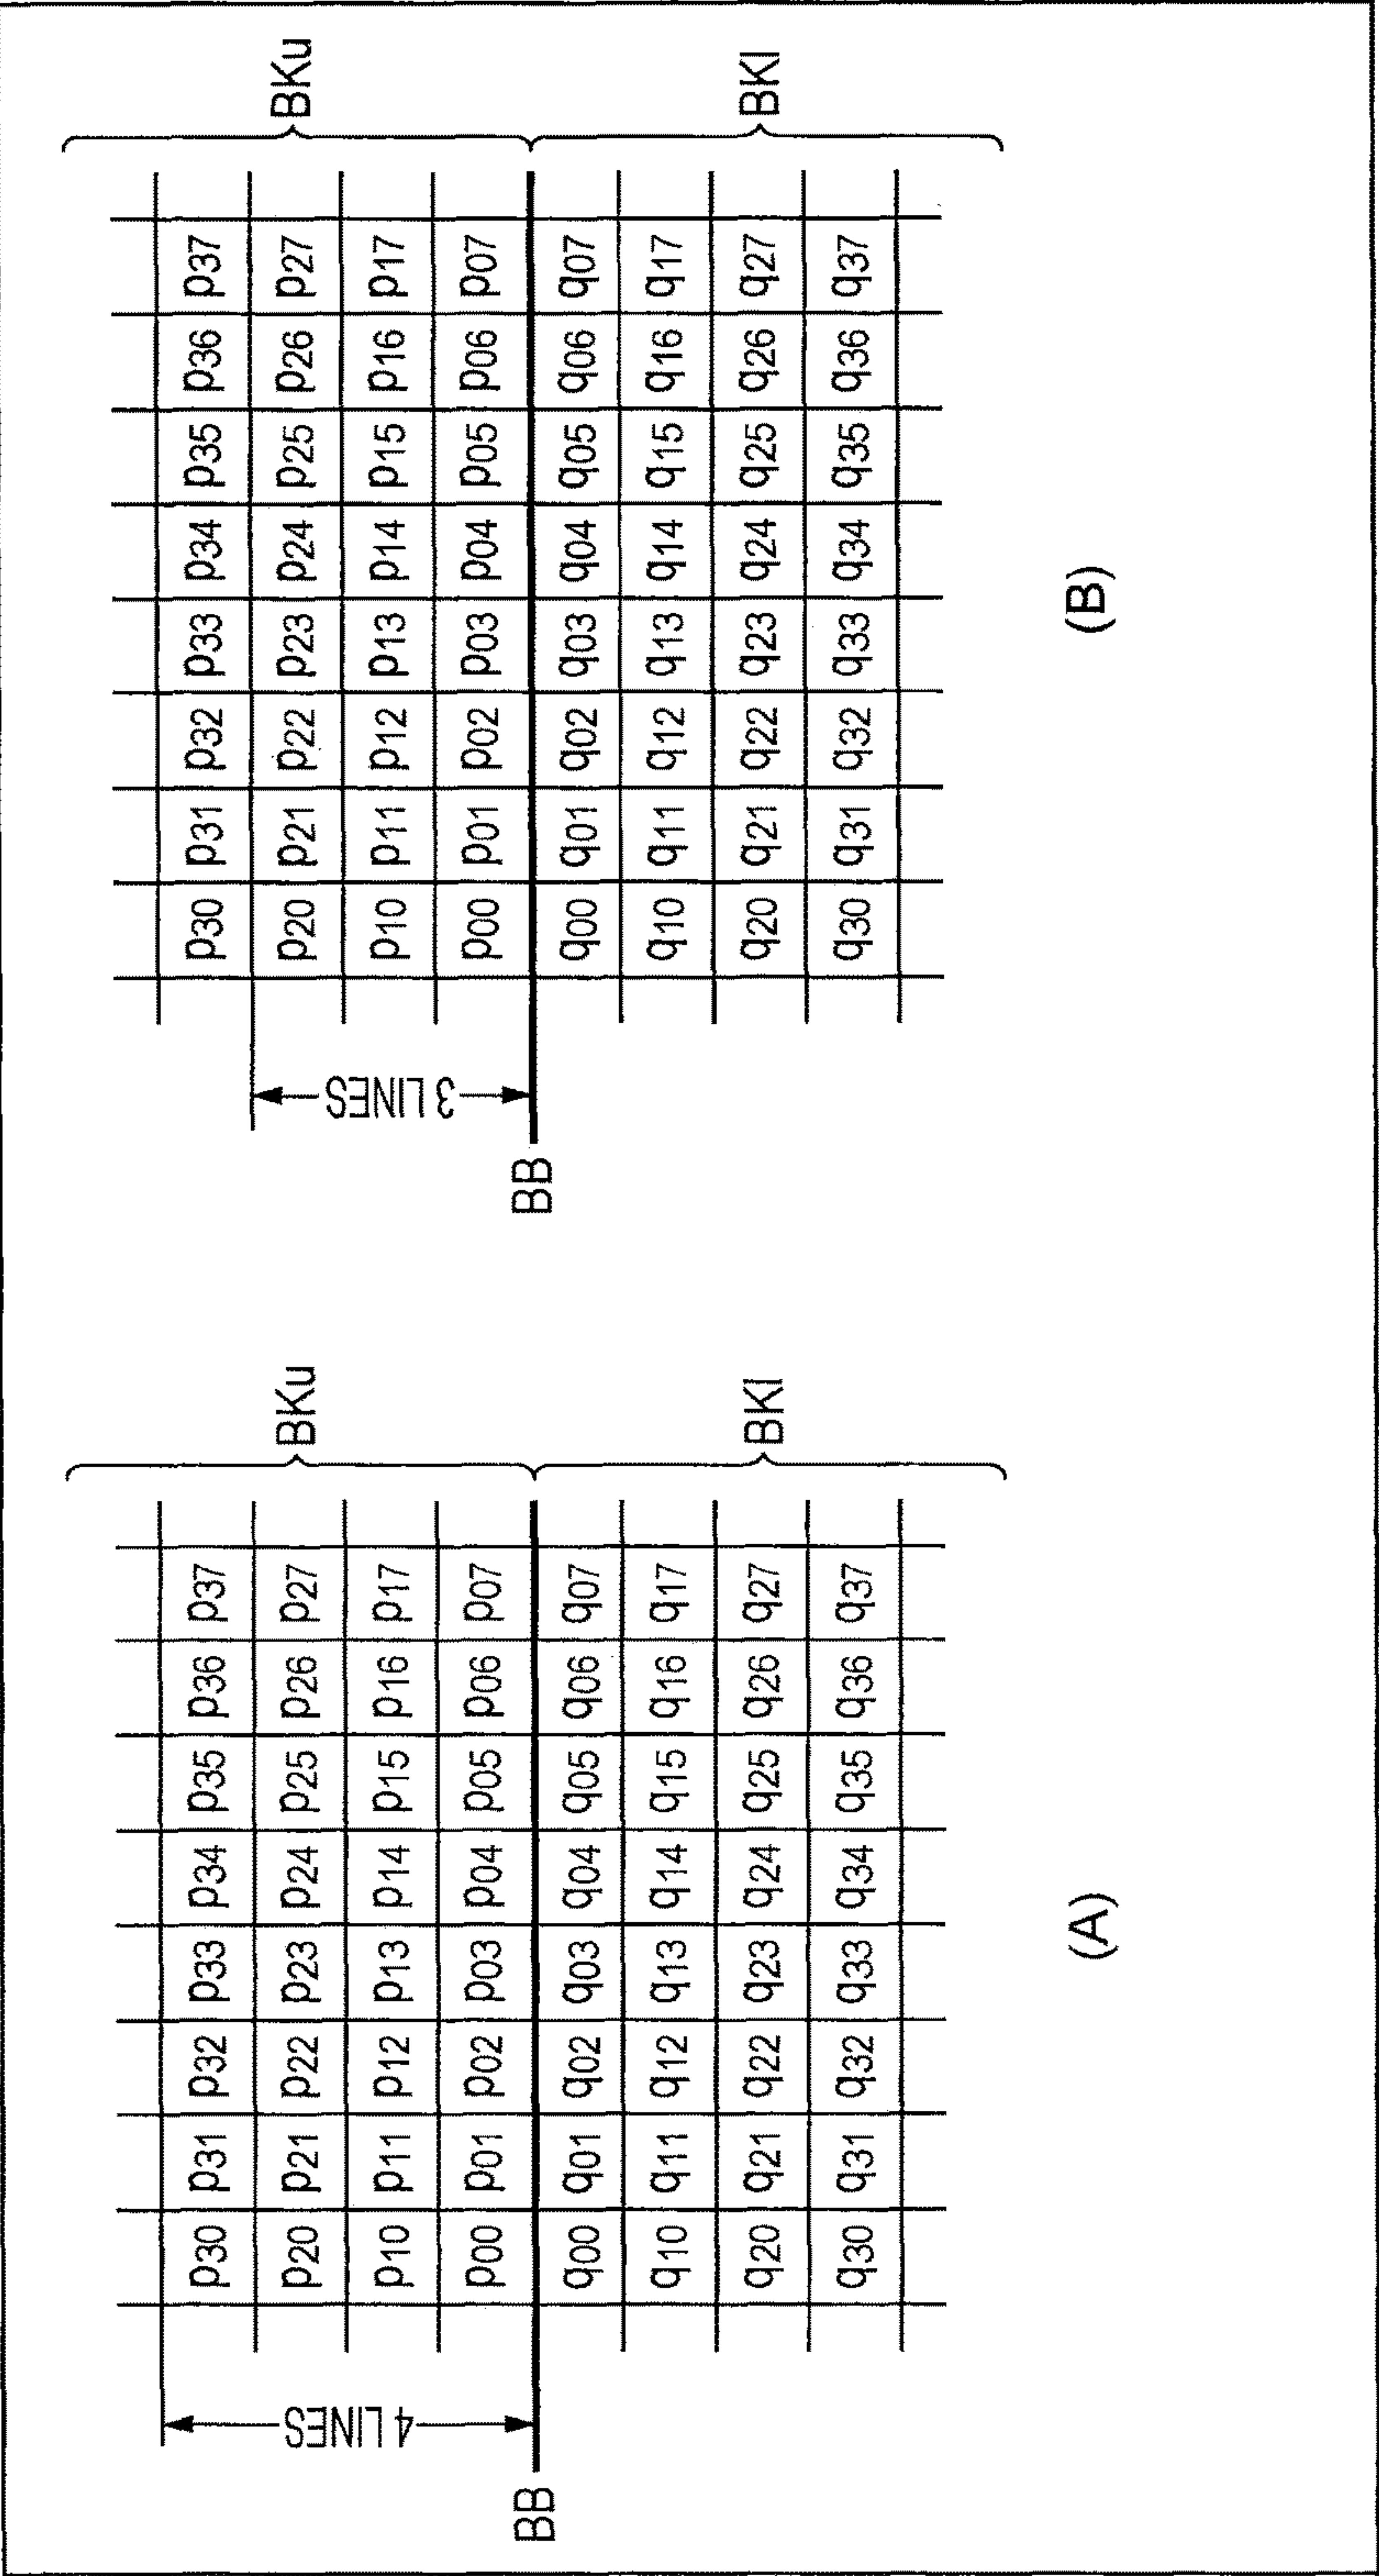 p30 p31 p32 p33 p34 p35 p36 p37
p20 p21 p22 p23 p24 p25 p26 p27
BKu
p10 p11 p12 p13 p14 p15 p16 p17
p00 p01 p02 p03 p04 p05 p06 p07
4 LINES
BB
q00 q01 q02 q03 q04 q05 q06 q07
q10 q11 q12 q13 q14 q15 q16 q17
q20 q21 q22 q23 q24 q25 q26 q27
BKl
q30 q31 q32 q33 q34 q35 q36 q37
(A)
p30 p31 p32 p33 p34 p35 p36 p37
p20 p21 p22 p23 p24 p25 p26 p27
BKu
p10 p11 p12 p13 p14 p15 p16 p17
p00 p01 p02 p03 p04 p05 p06 p07
3 LINES
BB
q00 q01 q02 q03 q04 q05 q06 q07
q10 q11 q12 q13 q14 q15 q16 q17
q20 q21 q22 q23 q24 q25 q26 q27
BKl
q30 q31 q32 q33 q34 q35 q36 q37
(B)